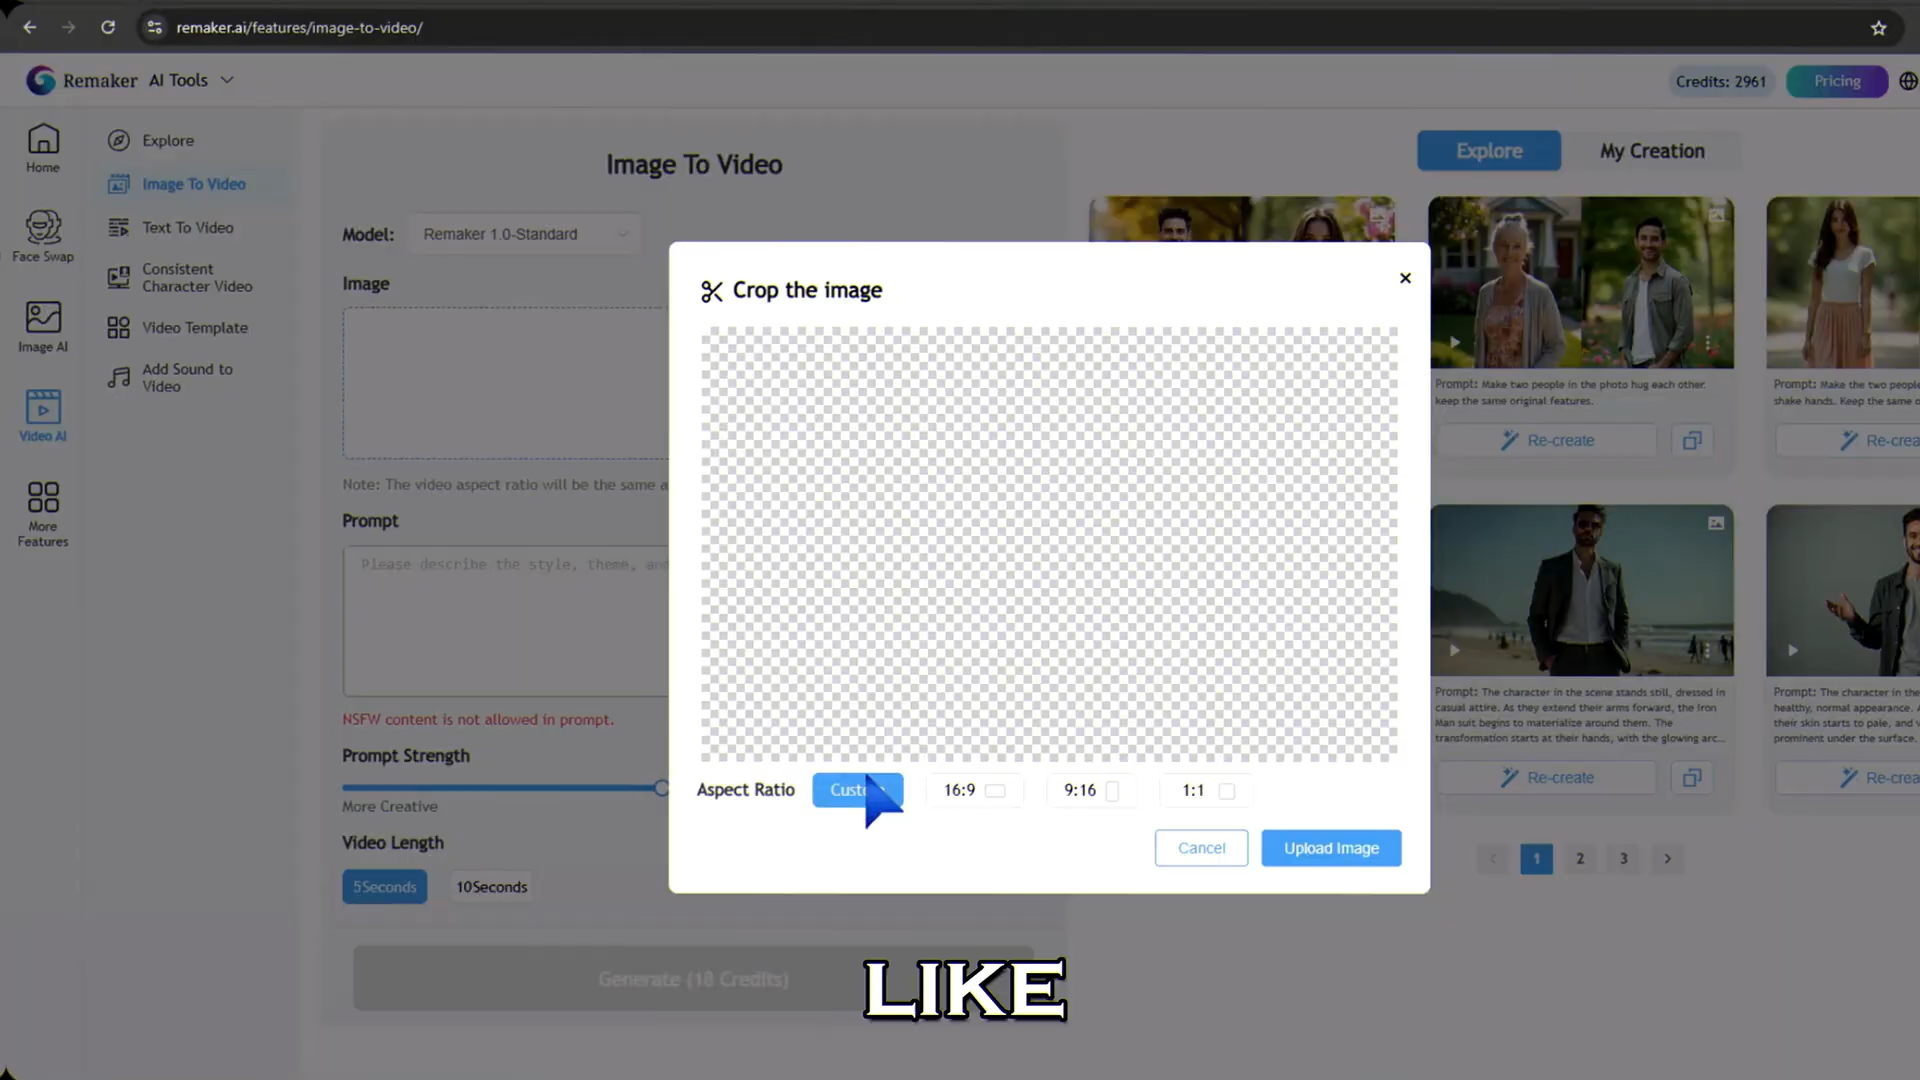 remaker.ai/features/image-to-video/
Remaker AI Tools
Credits: 2961
Pricing
Home
Face Swap
Image AI
Video AI
More
Features
Explore
Image To Video
Text To Video
Consistent
Character Video
Video Template
Add Sound to
Video
Image To Video
Model: Remaker 1.0-Standard
Image
Note: The video aspect ratio will be the same a
Prompt
Please describe the style, theme, an
NSFW content is not allowed in prompt.
Prompt Strength
More Creative
Video Length
5Seconds 10Seconds
Generate (18 Credits)
Crop the image
Aspect Ratio 16:9 9:16 1:1
Cancel Upload Image
LIKE
Explore My Creation
Prompt: Make two people in the photo hug each other.
keep the same original features.
Re-create
Prompt: Make the two people
shake hands. Keep the same o
Re-crea
Prompt: The character in the scene stands still, dressed in
casual attire. As they extend their arms forward, the Iron
Man suit begins to materialize around them. The
transformation starts at their hands, with the glowing arc...
Re-create
Prompt: The character in the
healthy, normal appearance. A
their skin starts to pale, and v
prominent under the surface.
Re-crea
1 2 3